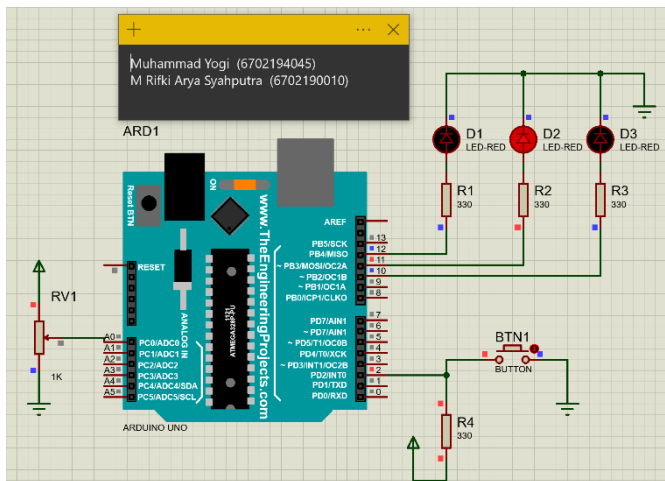 Muhammad Yogi (6702194045)
M Rifki Arya Syahputra (6702190010)
ARD1
D1
LED-RED
D2
LED-RED
D3
LED-RED
R1
330
R2
330
R3
330
Reset BTN
ON
www.TheEngineeringProjects.com
AREF
13
PB5/SCK
12
PB4/MISO
11
~ PB3/MOSI/OC2A
10
~ PB2/OC1B
9
~ PB1/OC1A
8
PB0/ICP1/CLKO
RESET
ANALOG IN
ATMEGA328P-PU
1121
7
PD7/AIN1
6
~ PD7/AIN1
5
~ PD5/T1/OC0B
4
PD4/T0/XCK
3
~ PD3/INT1/OC2B
2
PD2/INT0
1
PD1/TXD
0
PD0/RXD
A0
PC0/ADC0
A1
PC1/ADC1
A2
PC2/ADC2
A3
PC3/ADC3
A4
PC4/ADC4/SDA
A5
PC5/ADC5/SCL
RV1
1K
BTN1
BUTTON
R4
330
ARDUINO UNO